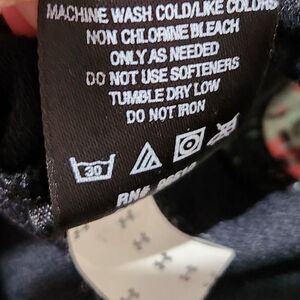 MACHINE WASH COLD/LIKE COLORS
NON CHLORINE BLEACH
ONLY AS NEEDED
DO NOT USE SOFTENERS
TUMBLE DRY LOW
DO NOT IRON
30
RN#